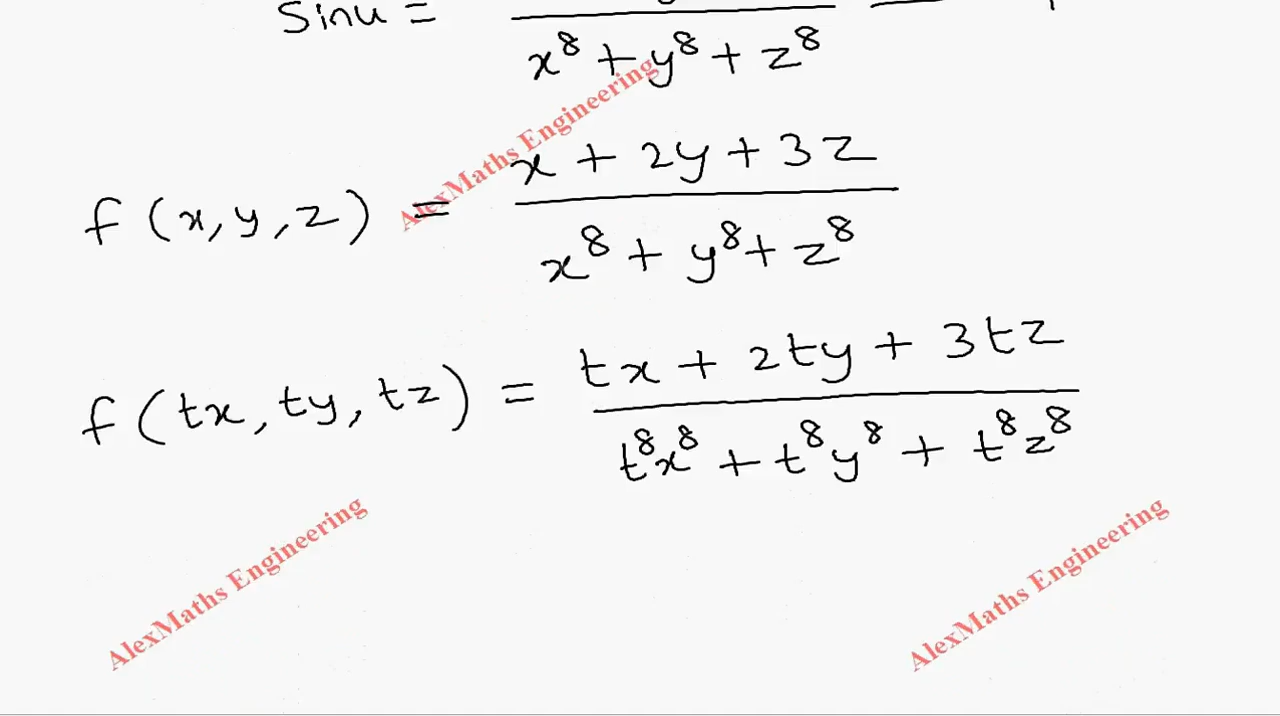 Sinu =
x⁸ + y⁸ + z⁸
x + 2y + 3z
f (x, y, z) =
x⁸ + y⁸ + z⁸
tx + 2ty + 3tz
f (tx, ty, tz) =
t⁸x⁸ + t⁸y⁸ + t⁸z⁸
AlexMaths Engineering
AlexMaths Engineering
AlexMaths Engineering